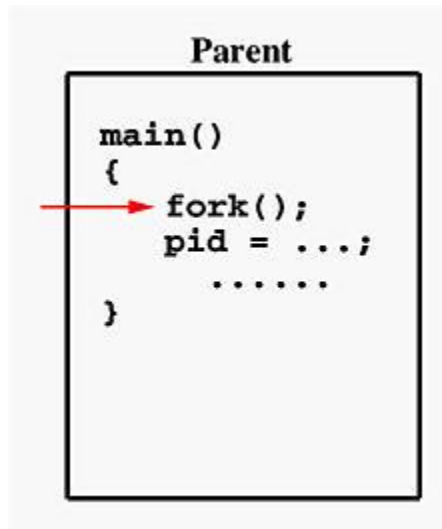 Parent
main()
{
fork();
pid = ...;
......
}